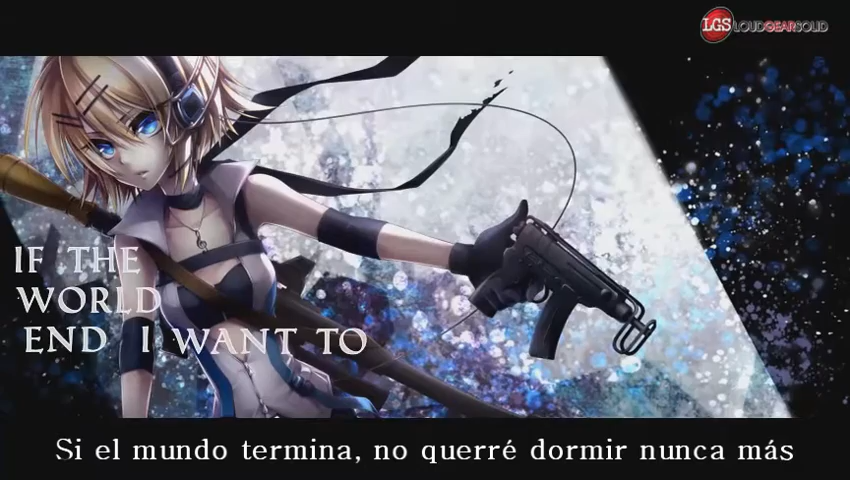 LGS LOUDGEARSOLID
IF THE
WORLD
END I WANT TO
Si el mundo termina, no querré dormir nunca más